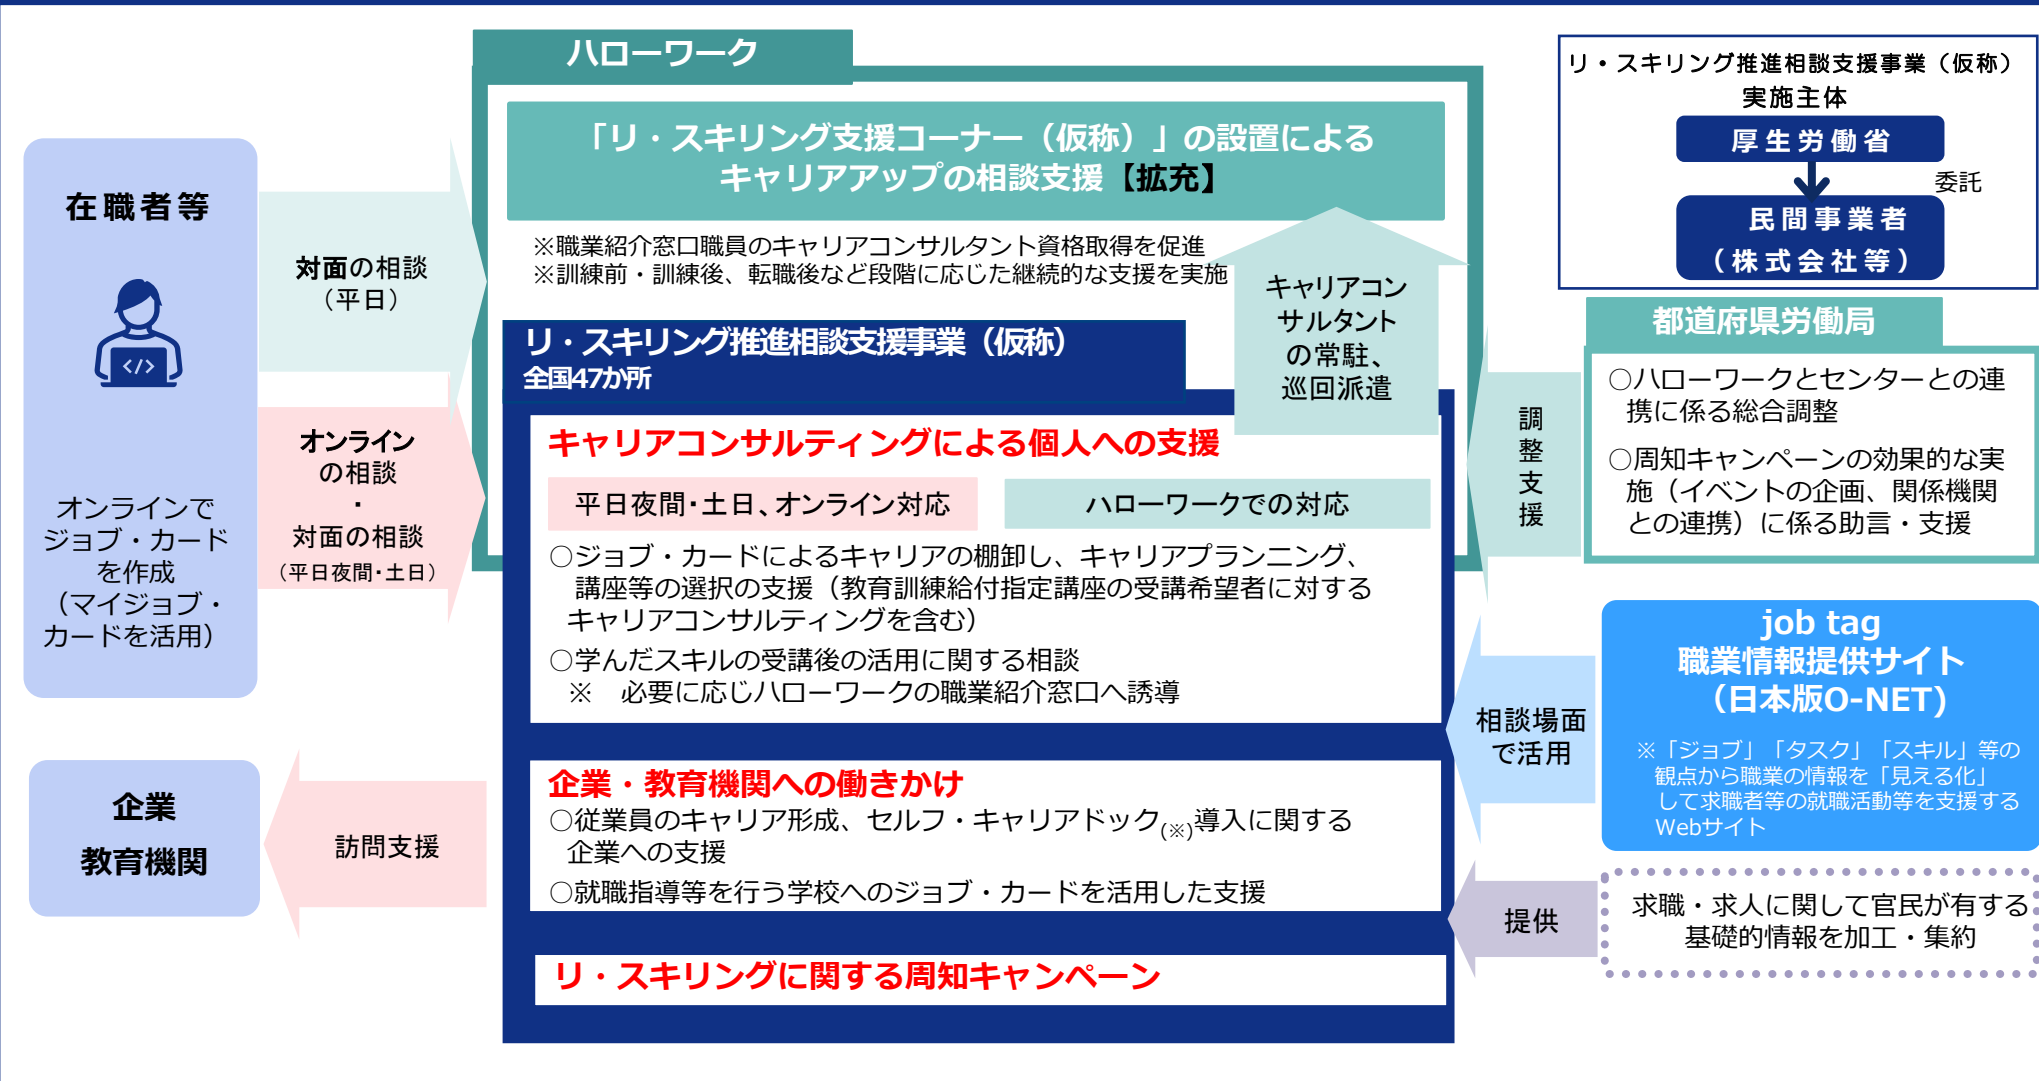 ハローワーク
「リ・スキリング支援コーナー（仮称）」の設置による
キャリアアップの相談支援【拡充】
※職業紹介窓口職員のキャリアコンサルタント資格取得を促進
※訓練前・訓練後、転職後など段階に応じた継続的な支援を実施
キャリアコン
サルタント
の常駐、
巡回派遣
在職者等
</>
オンラインで
ジョブ・カード
を作成
（マイジョブ・
カードを活用）
対面の相談
（平日）
オンライン
の相談
・
対面の相談
（平日夜間・土日）
リ・スキリング推進相談支援事業（仮称）
全国47か所
キャリアコンサルティングによる個人への支援
平日夜間・土日、オンライン対応
ハローワークでの対応
○ジョブ・カードによるキャリアの棚卸し、キャリアプランニング、
講座等の選択の支援（教育訓練給付指定講座の受講希望者に対する
キャリアコンサルティングを含む）
○学んだスキルの受講後の活用に関する相談
※　必要に応じハローワークの職業紹介窓口へ誘導
企業・教育機関への働きかけ
○従業員のキャリア形成、セルフ・キャリアドック(※)導入に関する
企業への支援
○就職指導等を行う学校へのジョブ・カードを活用した支援
リ・スキリングに関する周知キャンペーン
企業
教育機関
訪問支援
リ・スキリング推進相談支援事業（仮称）
実施主体
厚生労働省
委託
民間事業者
（株式会社等）
都道府県労働局
○ハローワークとセンターとの連
携に係る総合調整
○周知キャンペーンの効果的な実
施（イベントの企画、関係機関
との連携）に係る助言・支援
調
整
支
援
job tag
職業情報提供サイト
（日本版O-NET)
※「ジョブ」「タスク」「スキル」等の
観点から職業の情報を「見える化」
して求職者等の就職活動等を支援する
Webサイト
相談場面
で活用
求職・求人に関して官民が有する
基礎的情報を加工・集約
提供